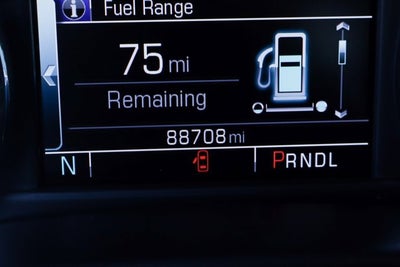 i Fuel Range
75 mi
Remaining
88708 mi
N PRNDL